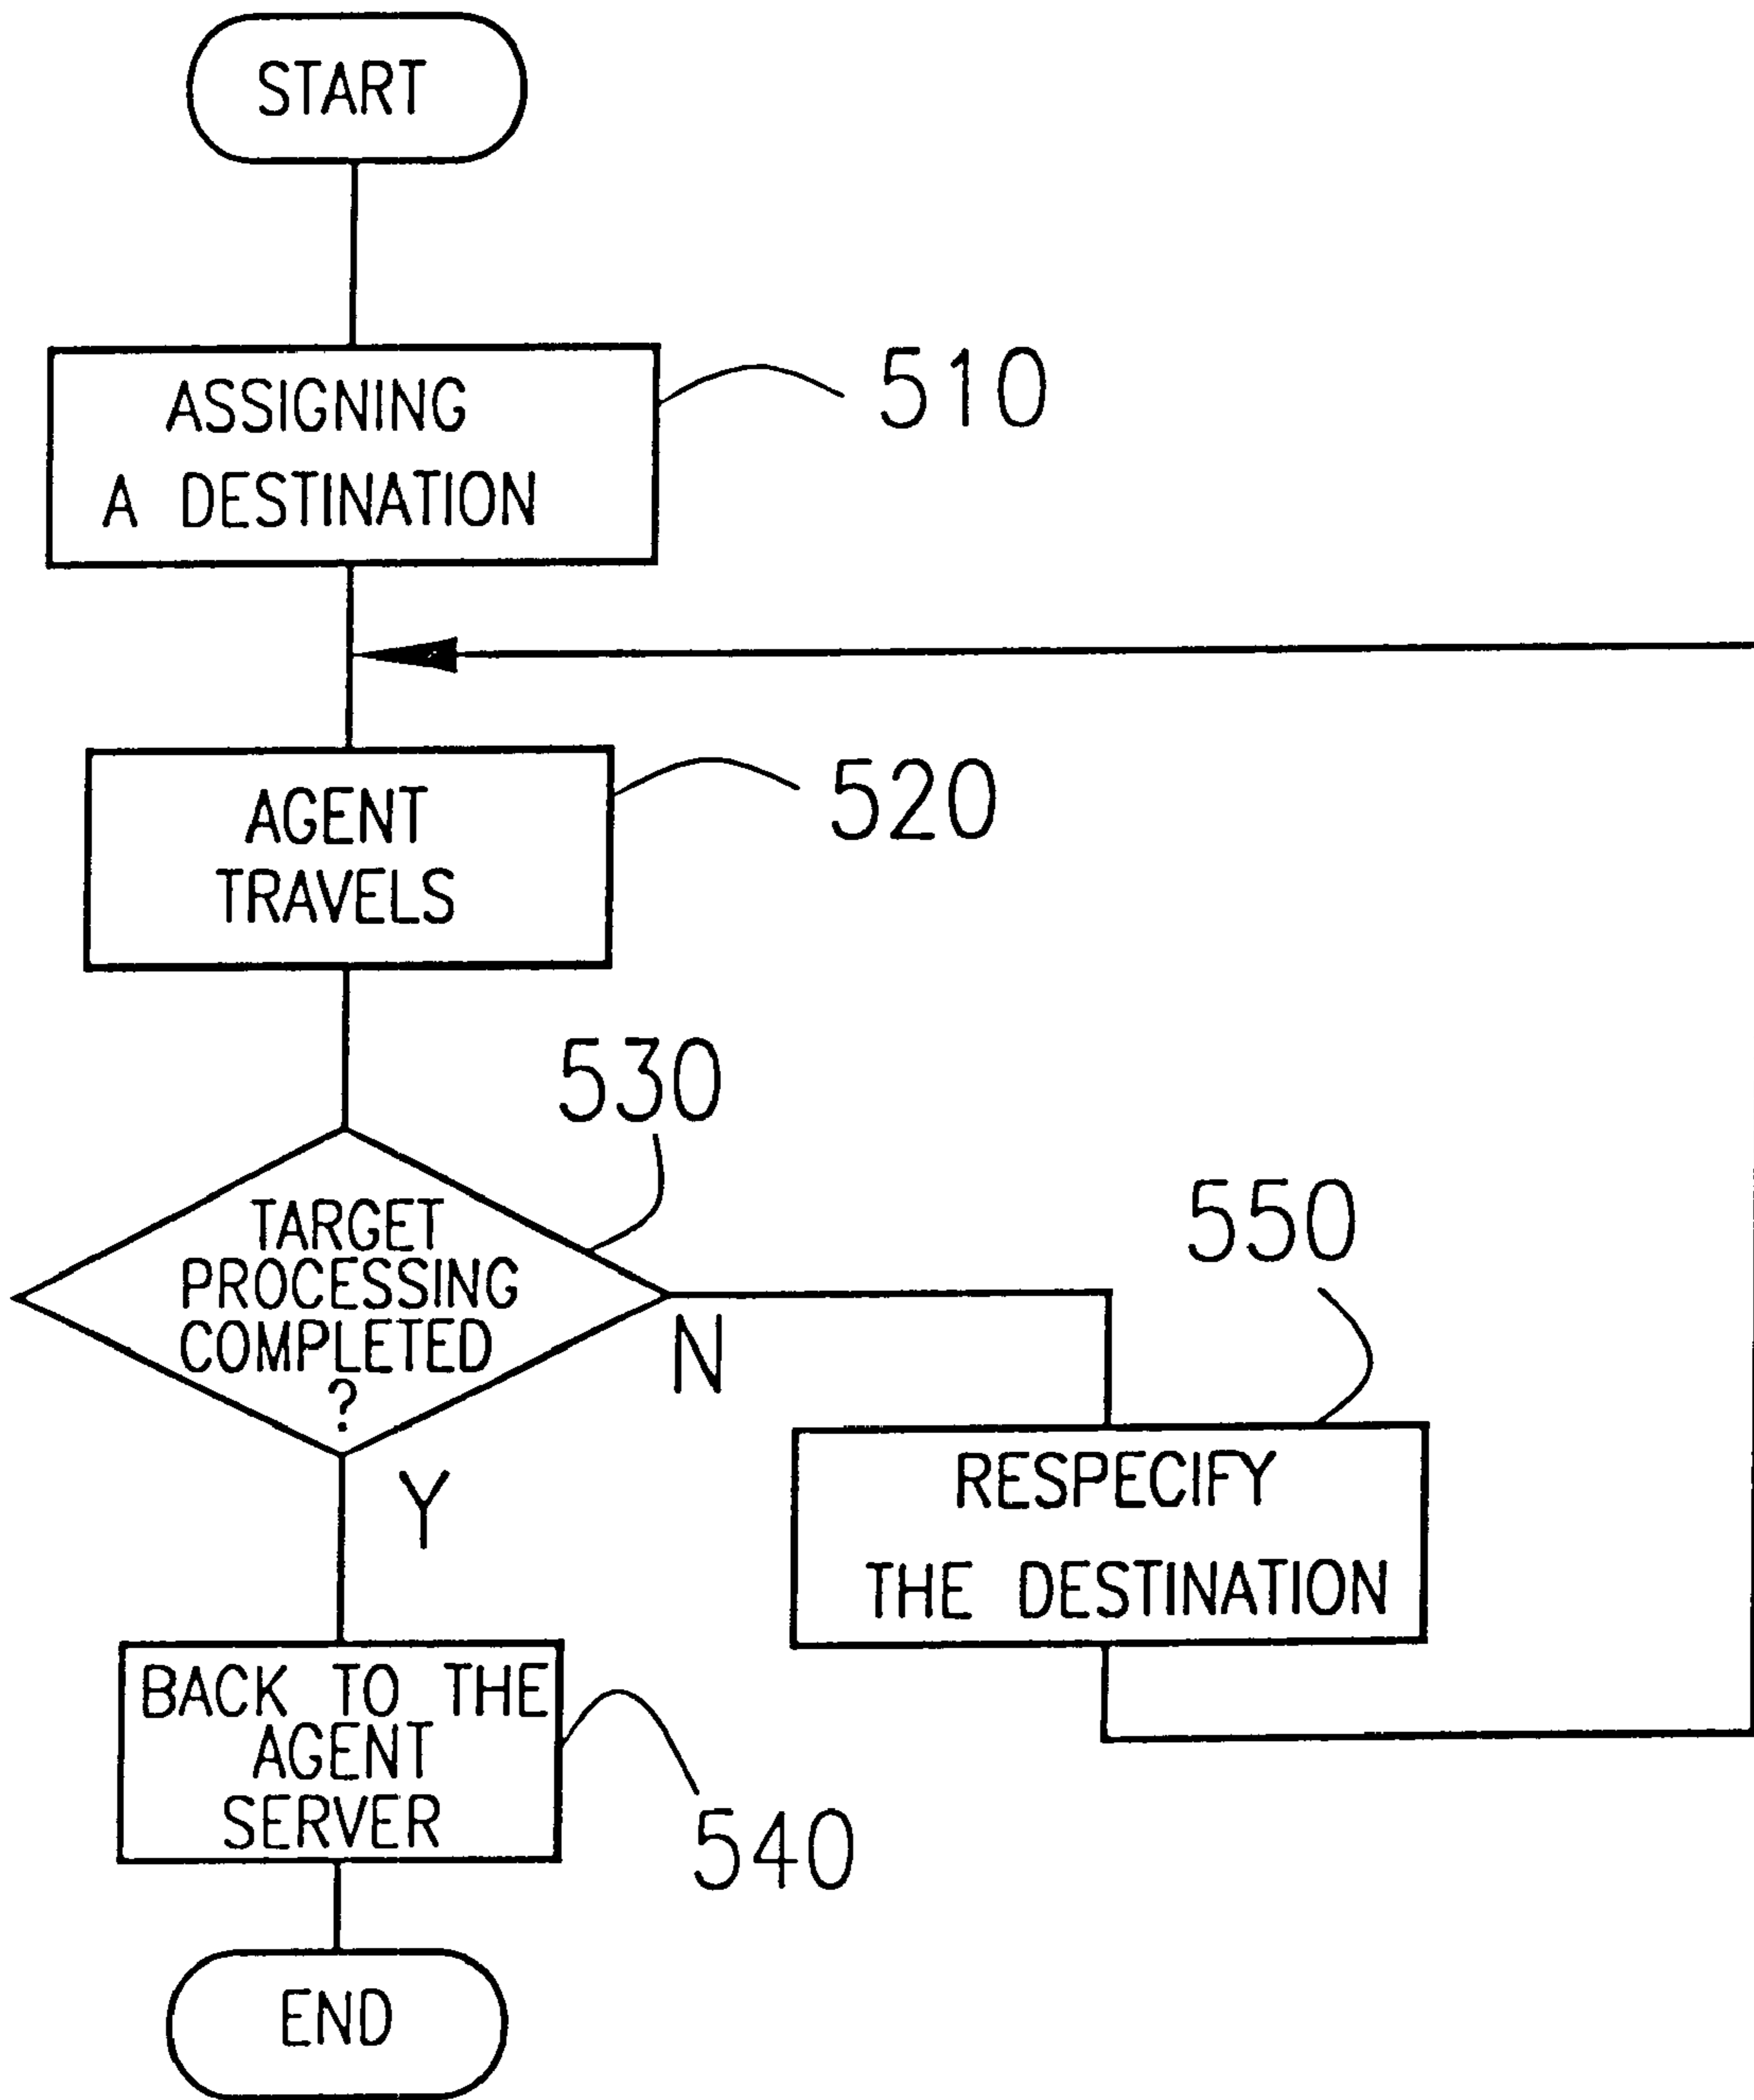 START
ASSIGNING
A DESTINATION
510
AGENT
TRAVELS
520
530
TARGET
PROCESSING
COMPLETED
?
N
Y
550
RESPECIFY
THE DESTINATION
BACK TO THE
AGENT
SERVER
540
END